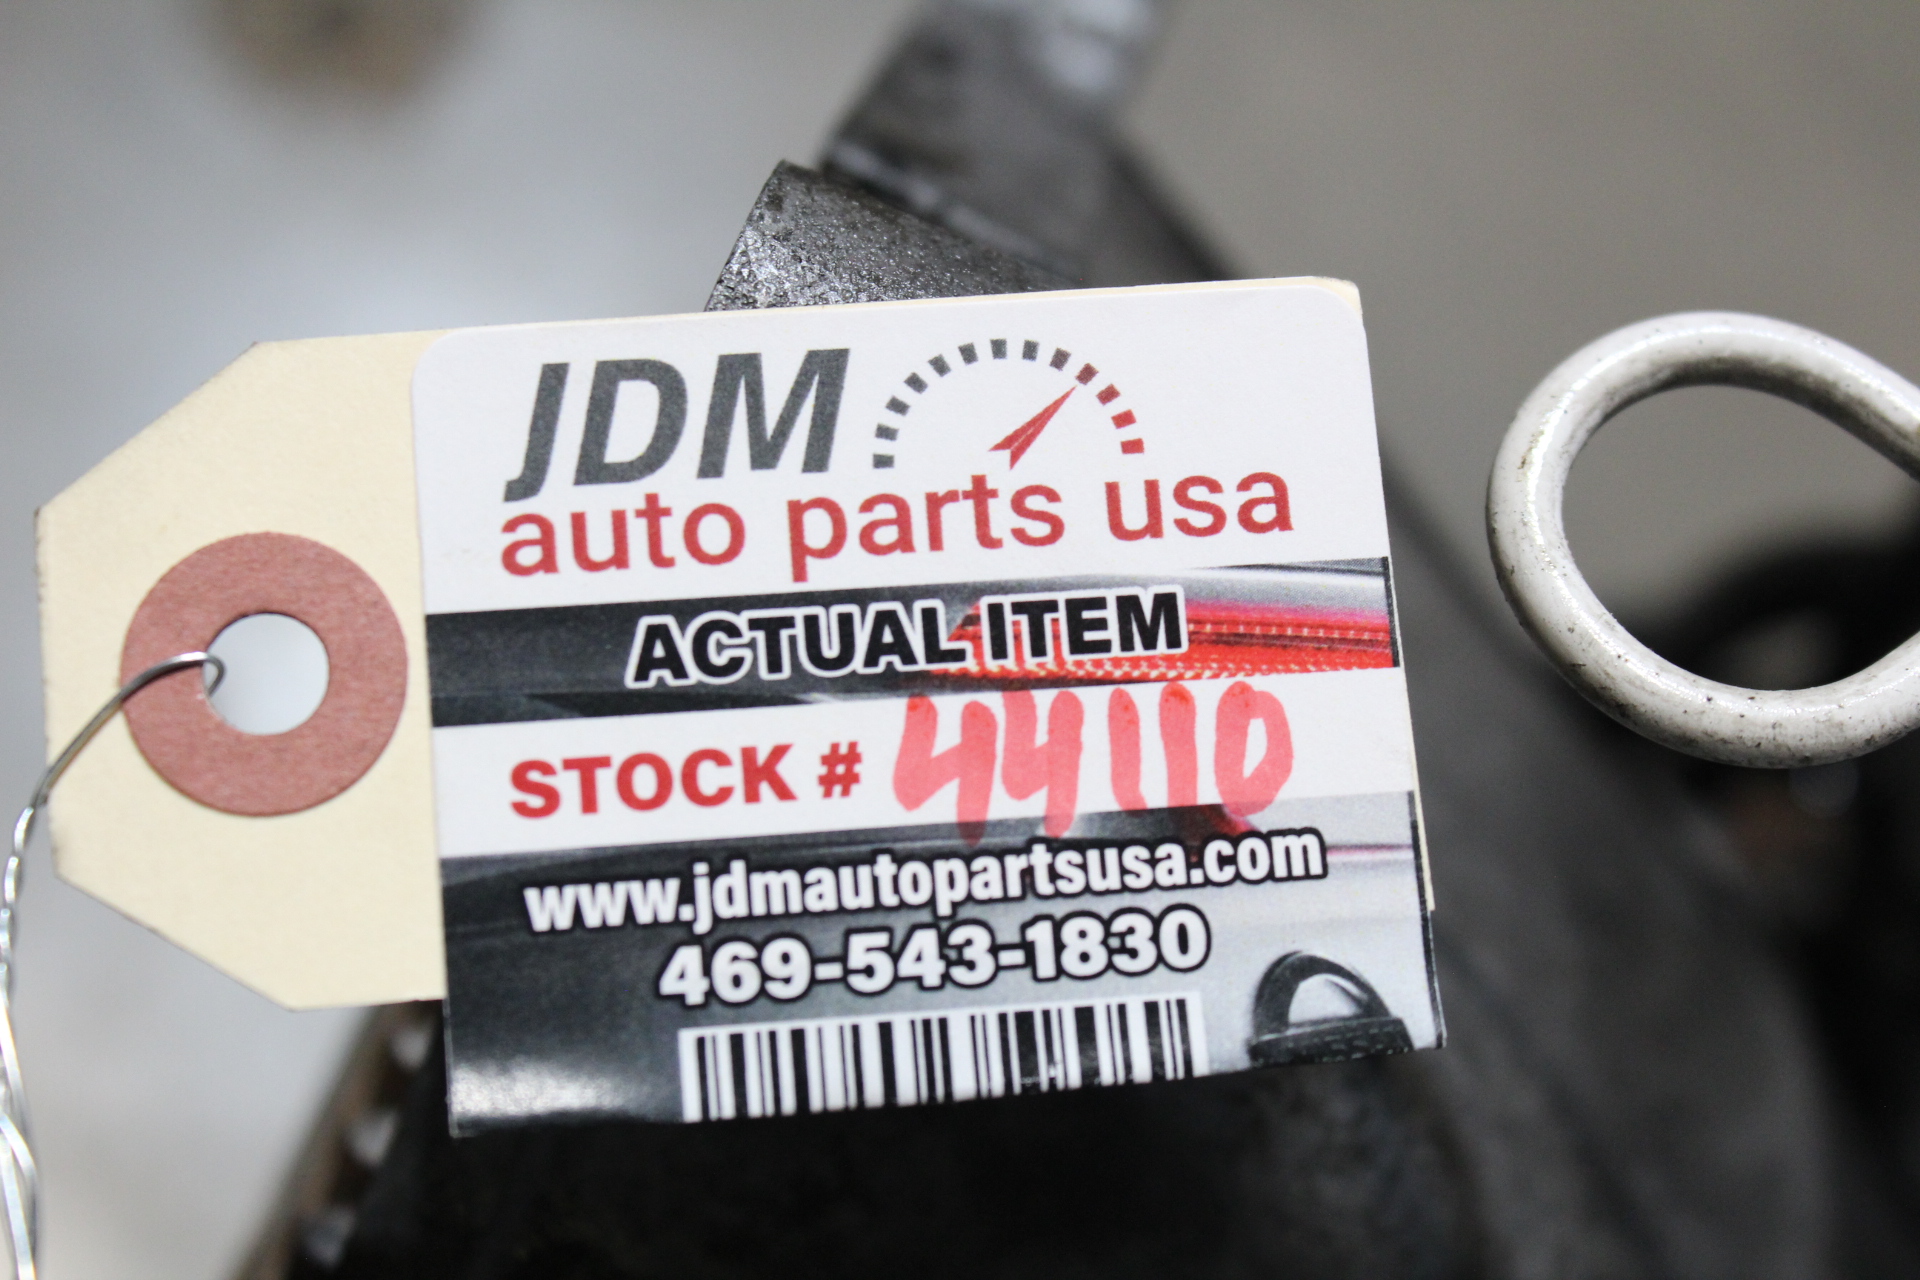 JDM
auto parts usa
ACTUAL ITEM
STOCK # 44110
www.jdmautopartsusa.com
469-543-1830